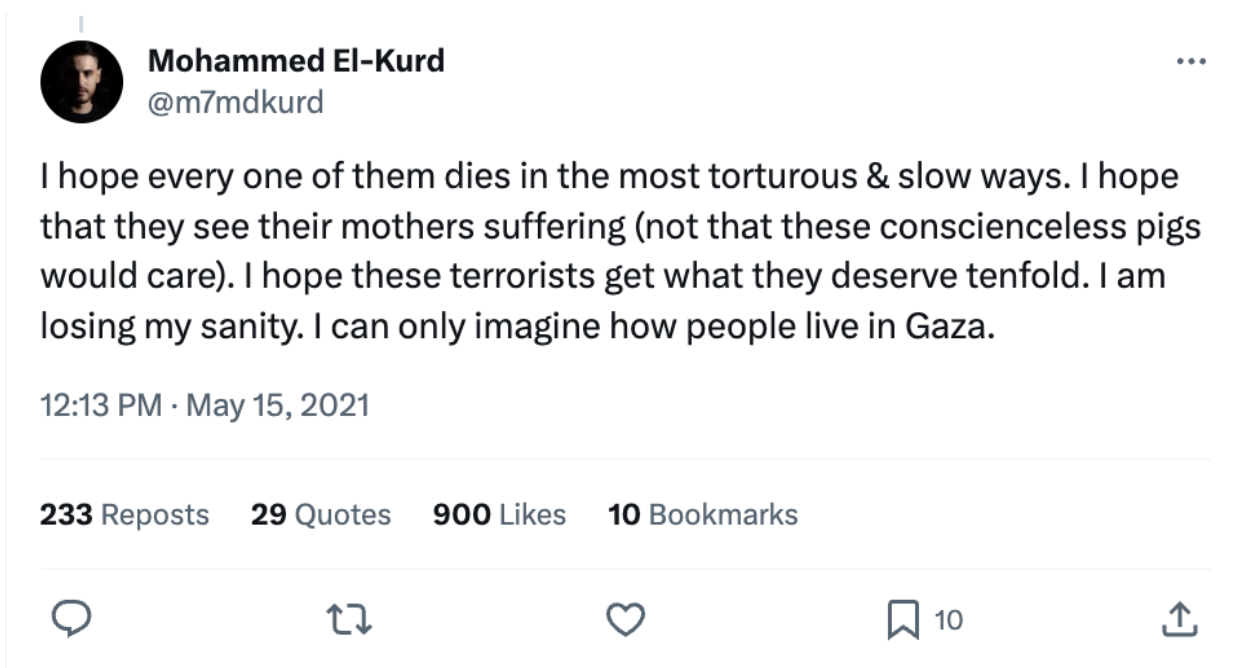 Mohammed El-Kurd
@m7mdkurd
I hope every one of them dies in the most torturous & slow ways. I hope
that they see their mothers suffering (not that these conscienceless pigs
would care). I hope these terrorists get what they deserve tenfold. I am
losing my sanity. I can only imagine how people live in Gaza.
12:13 PM · May 15, 2021
233 Reposts 29 Quotes 900 Likes 10 Bookmarks
10